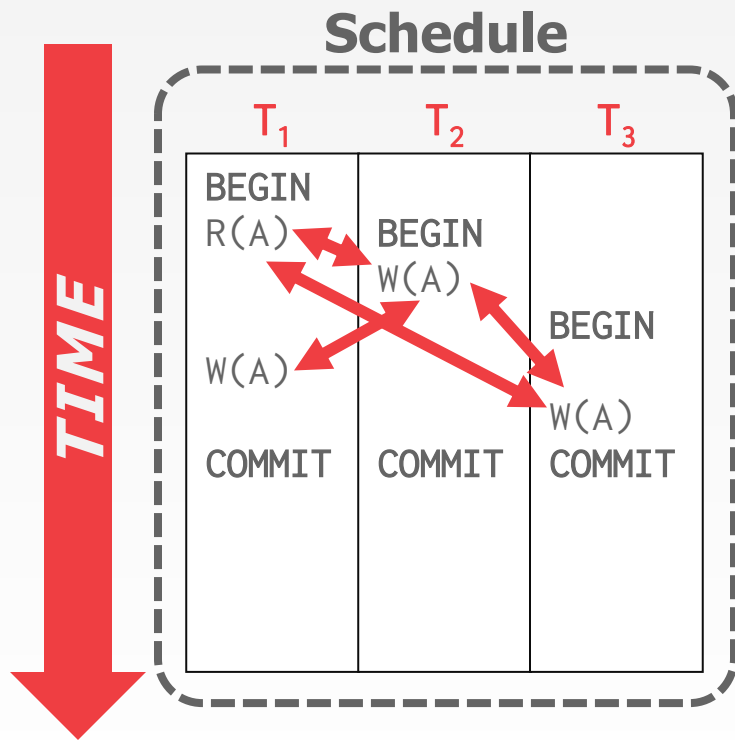 Schedule
T₁ T₂ T₃
BEGIN
R(A) BEGIN
W(A)
BEGIN
W(A)
W(A)
COMMIT COMMIT COMMIT
TIME